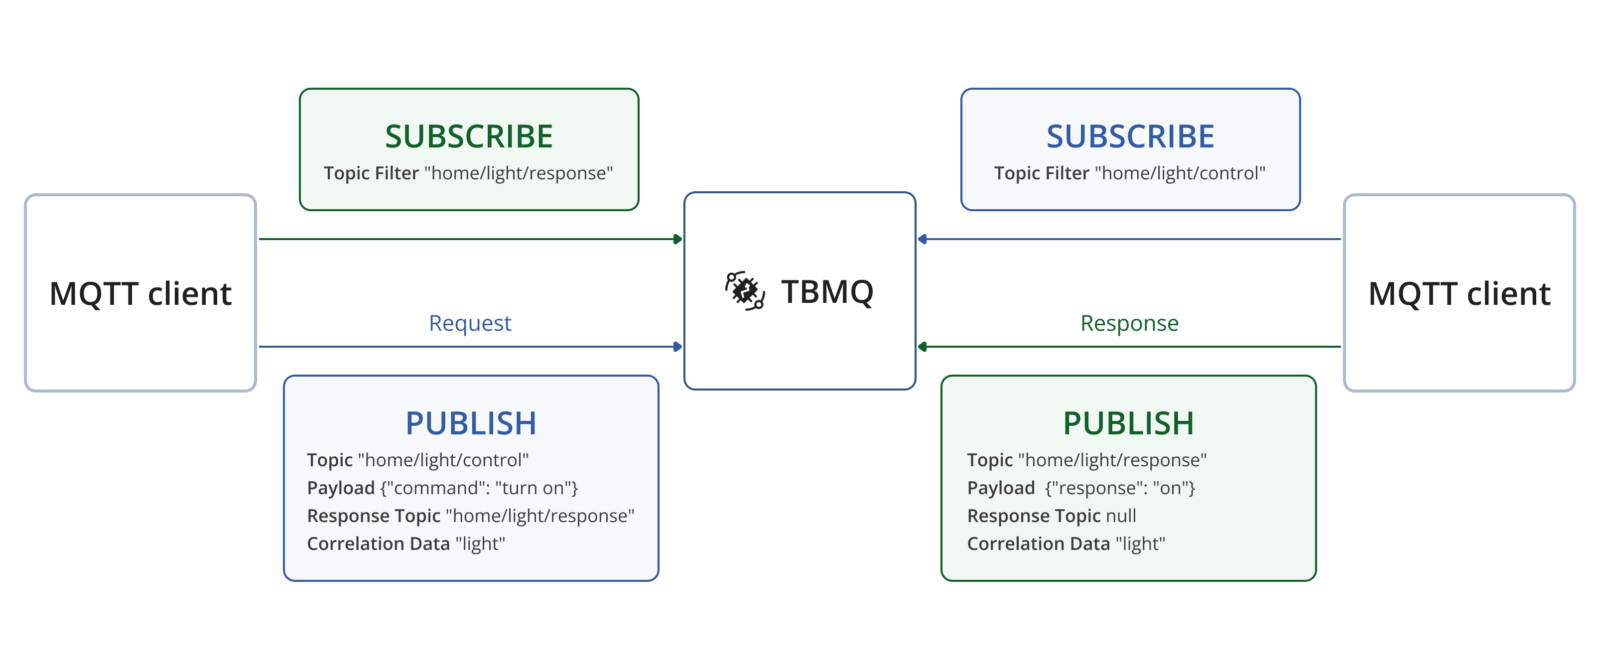 SUBSCRIBE
Topic Filter "home/light/response"
SUBSCRIBE
Topic Filter "home/light/control"
MQTT client
TBMQ
MQTT client
Request
Response
PUBLISH
Topic "home/light/control"
Payload {"command": "turn on"}
Response Topic "home/light/response"
Correlation Data "light"
PUBLISH
Topic "home/light/response"
Payload {"response": "on"}
Response Topic null
Correlation Data "light"